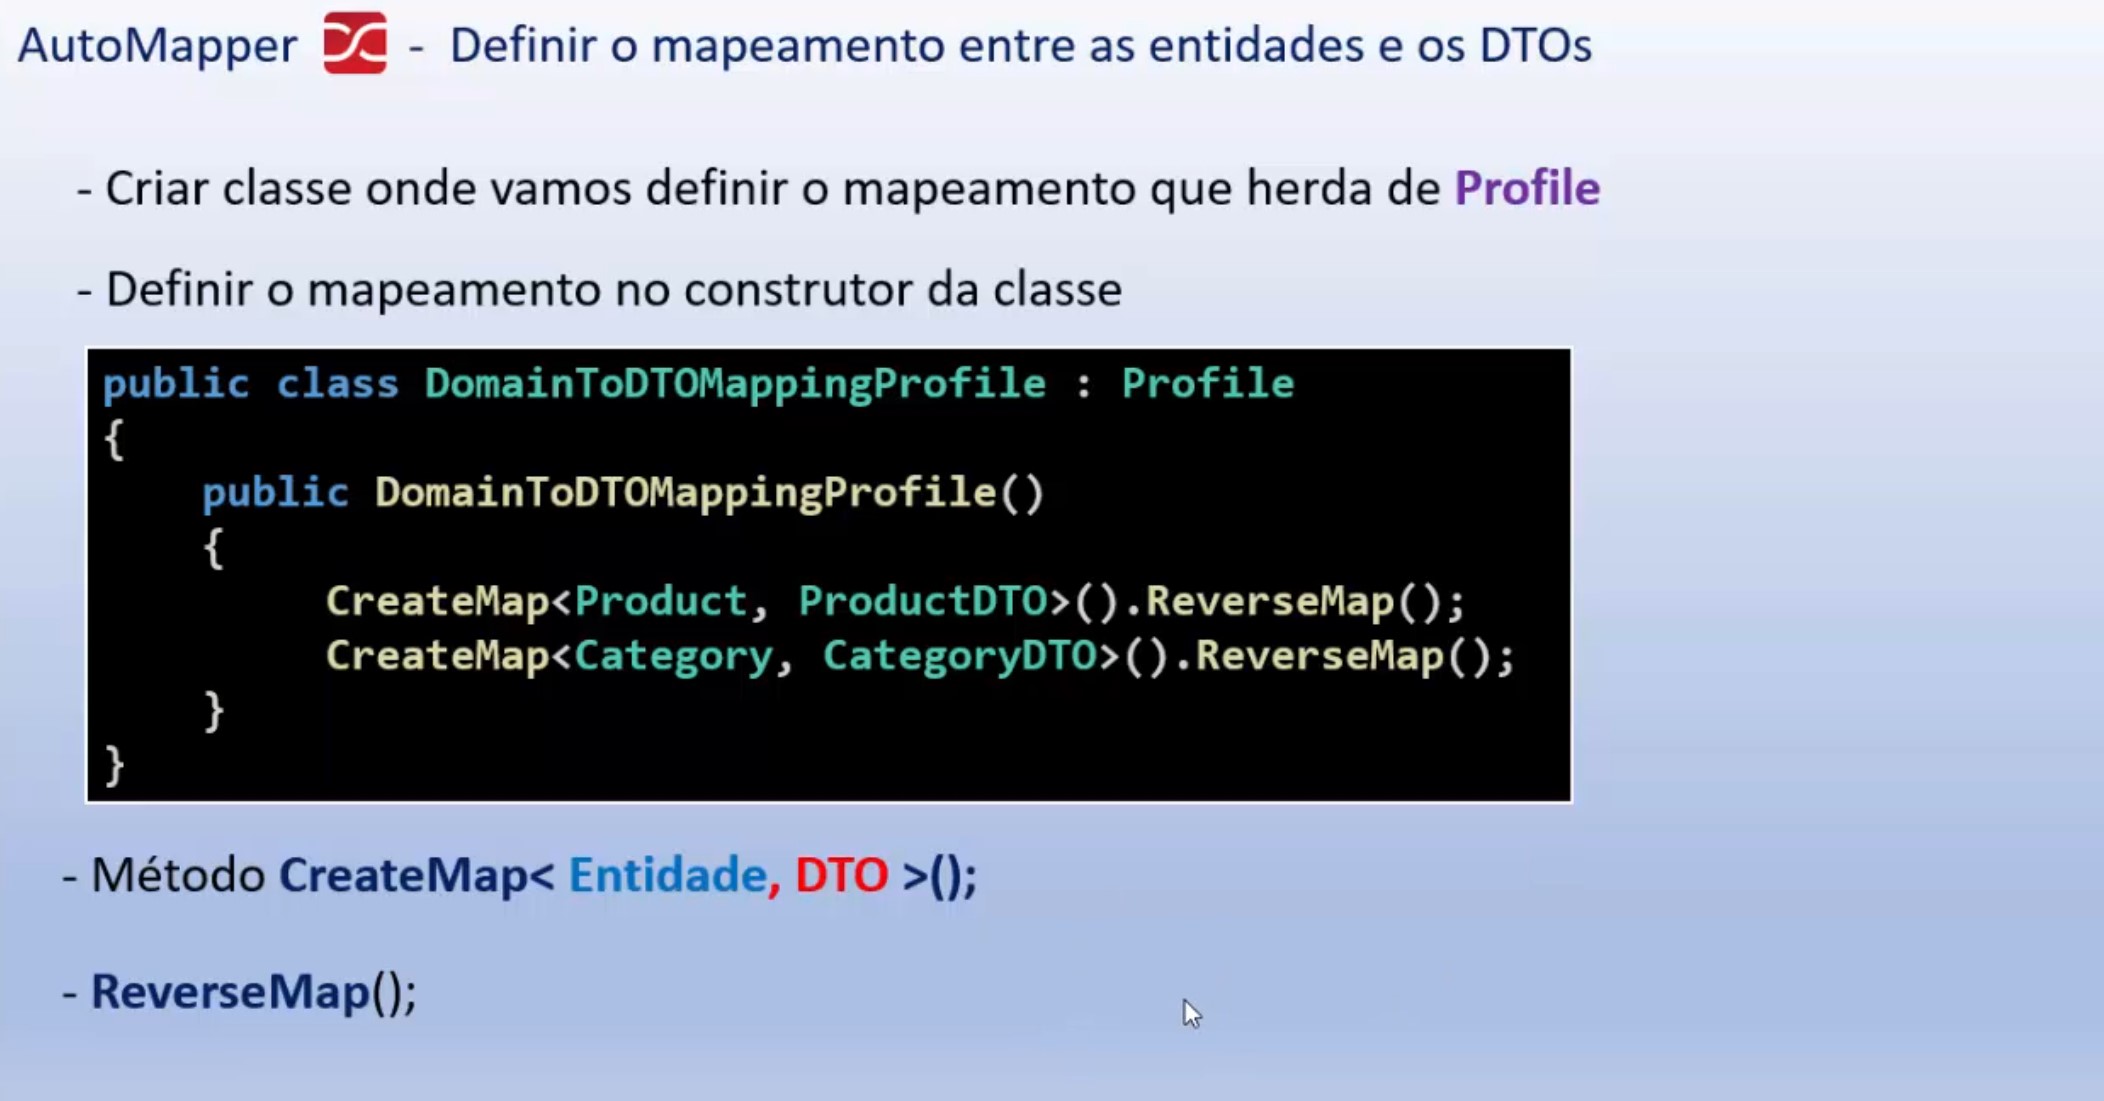 AutoMapper - Definir o mapeamento entre as entidades e os DTOs
- Criar classe onde vamos definir o mapeamento que herda de Profile
- Definir o mapeamento no construtor da classe
public class DomainToDTOMappingProfile : Profile
{
    public DomainToDTOMappingProfile()
    {
         CreateMap<Product, ProductDTO>().ReverseMap();
         CreateMap<Category, CategoryDTO>().ReverseMap();
    }
}
- Método CreateMap< Entidade, DTO >();
- ReverseMap();